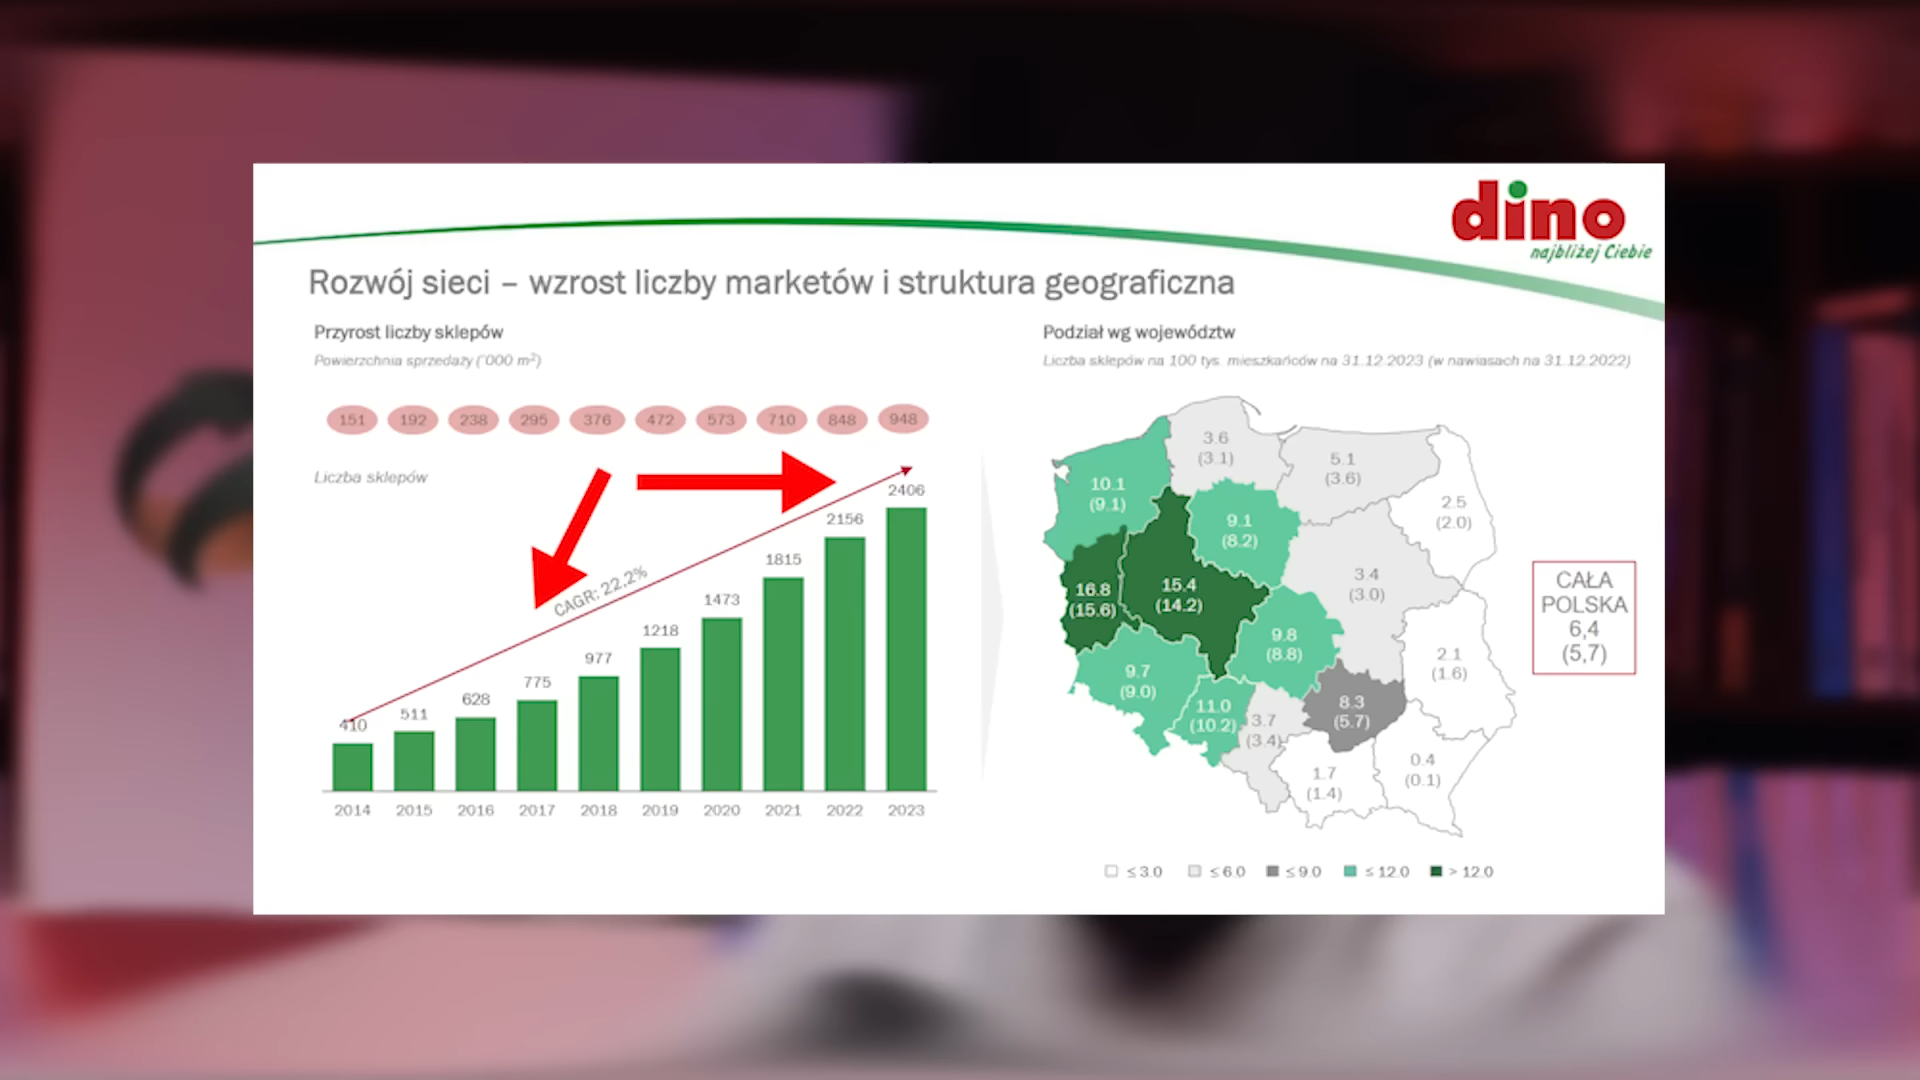 dino
najbliżej Ciebie
Rozwój sieci – wzrost liczby marketów i struktura geograficzna
Przyrost liczby sklepów
Powierzchnia sprzedaży (`000 m²)
151 192 238 295 376 472 573 710 848 948
Liczba sklepów
CAGR: 22,2%
410 511 628 775 977 1218 1473 1815 2156 2406
2014 2015 2016 2017 2018 2019 2020 2021 2022 2023
Podział wg województw
Liczba sklepów na 100 tys. mieszkańców na 31.12.2023 (w nawiasach na 31.12.2022)
3.6
(3.1)
5.1
(3.6)
10.1
(9.1)
2.5
(2.0)
9.1
(8.2)
3.4
(3.0)
16.8
(15.6)
15.4
(14.2)
9.8
(8.8)
2.1
(1.6)
9.7
(9.0)
11.0
(10.2)
3.7
(3.4)
8.3
(5.7)
1.7
(1.4)
0.4
(0.1)
CAŁA
POLSKA
6,4
(5,7)
≤ 3.0 ≤ 6.0 ≤ 9.0 ≤ 12.0 > 12.0